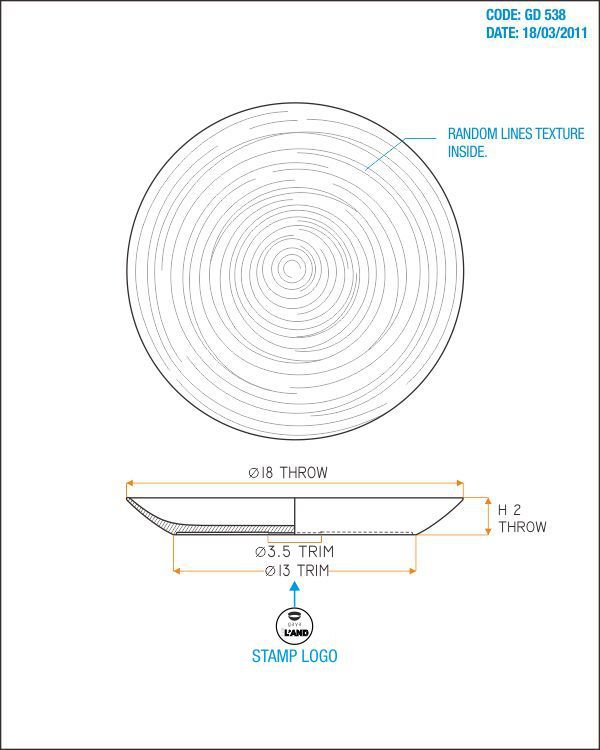 CODE: GD 538
DATE: 18/03/2011
RANDOM LINES TEXTURE
INSIDE.
∅18 THROW
H 2
THROW
∅3.5 TRIM
∅13 TRIM
gaya
L'AND
STAMP LOGO